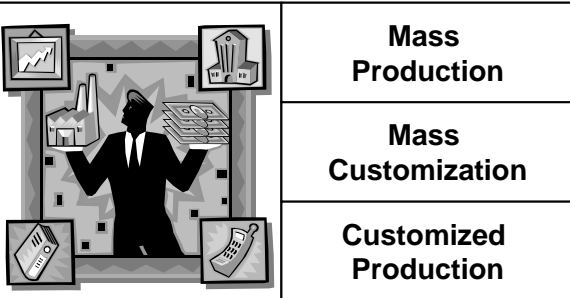 Mass
Production
Mass
Customization
Customized
Production